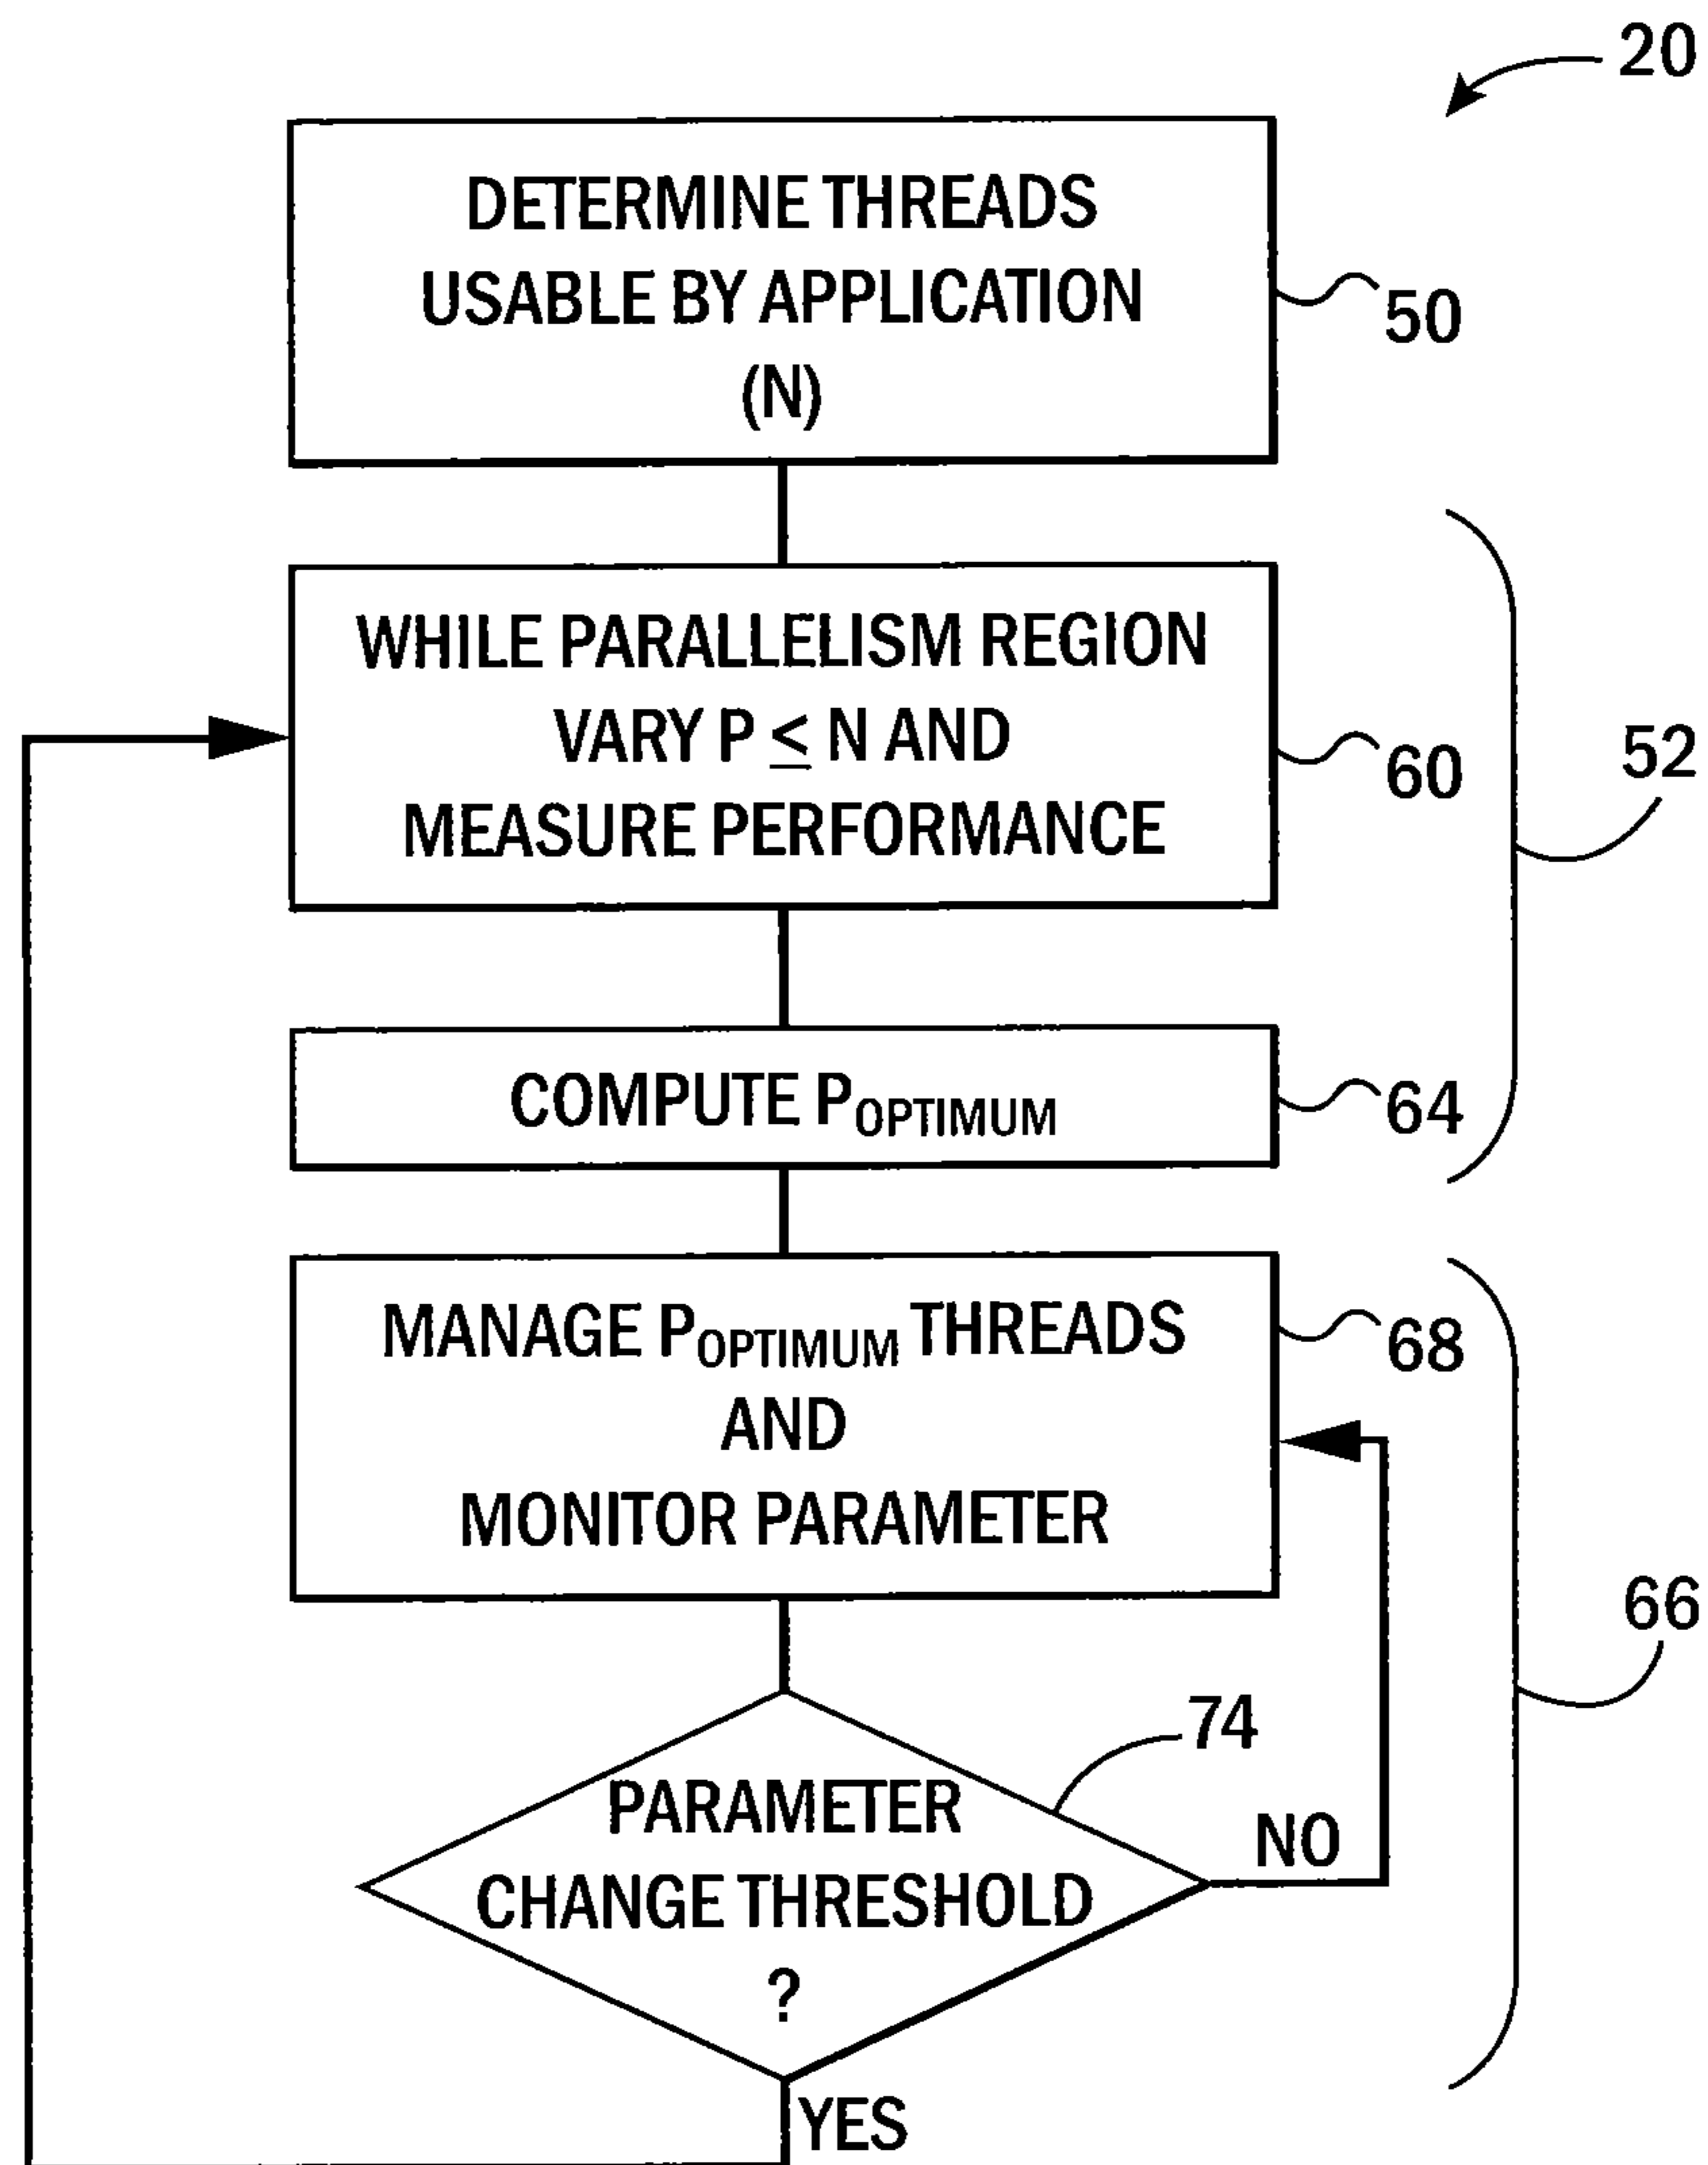 20
DETERMINE THREADS
USABLE BY APPLICATION
(N)
50
WHILE PARALLELISM REGION
VARY P ≤ N AND
MEASURE PERFORMANCE
60
52
COMPUTE POPTIMUM
64
MANAGE POPTIMUM THREADS
AND
MONITOR PARAMETER
68
66
74
PARAMETER
CHANGE THRESHOLD
?
NO
YES